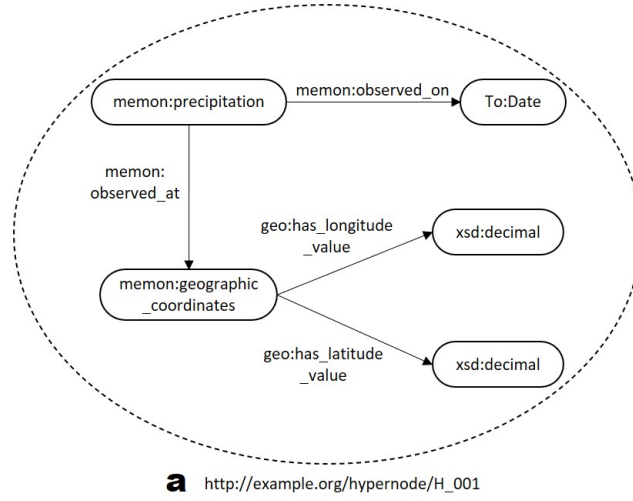 memon:precipitation
memon:observed_on
To:Date
memon:
observed_at
geo:has_longitude
_value
xsd:decimal
memon:geographic
_coordinates
geo:has_latitude
_value
xsd:decimal
a http://example.org/hypernode/H_001